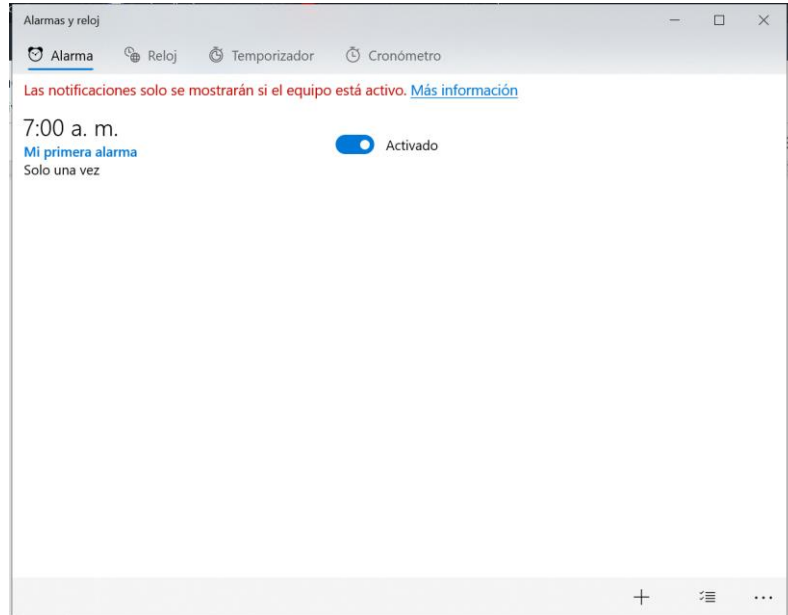 Alarmas y reloj
Alarma Reloj Temporizador Cronómetro
Las notificaciones solo se mostrarán si el equipo está activo. Más información
7:00 a. m.
Mi primera alarma
Activado
Solo una vez